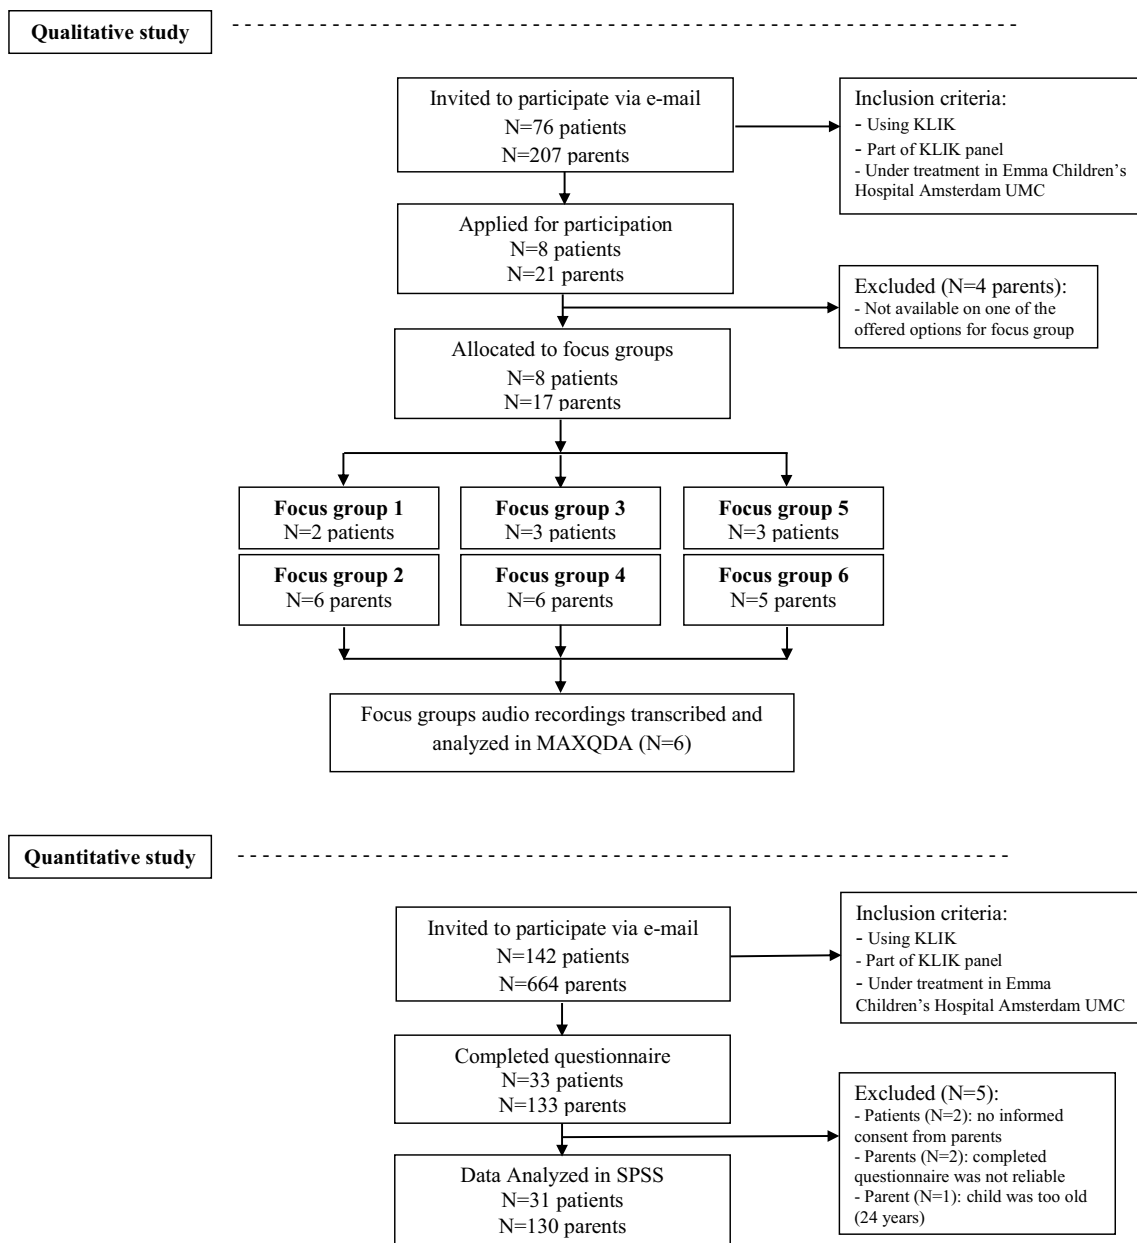 Qualitative study
Invited to participate via e-mail
N=76 patients
N=207 parents
Inclusion criteria:
- Using KLIK
- Part of KLIK panel
- Under treatment in Emma Children's
Hospital Amsterdam UMC
Applied for participation
N=8 patients
N=21 parents
Excluded (N=4 parents):
- Not available on one of the
offered options for focus group
Allocated to focus groups
N=8 patients
N=17 parents
Focus group 1
N=2 patients
Focus group 3
N=3 patients
Focus group 5
N=3 patients
Focus group 2
N=6 parents
Focus group 4
N=6 parents
Focus group 6
N=5 parents
Focus groups audio recordings transcribed and
analyzed in MAXQDA (N=6)
Quantitative study
Invited to participate via e-mail
N=142 patients
N=664 parents
Inclusion criteria:
- Using KLIK
- Part of KLIK panel
- Under treatment in Emma
Children's Hospital Amsterdam UMC
Completed questionnaire
N=33 patients
N=133 parents
Excluded (N=5):
- Patients (N=2): no informed
consent from parents
- Parents (N=2): completed
questionnaire was not reliable
- Parent (N=1): child was too old
(24 years)
Data Analyzed in SPSS
N=31 patients
N=130 parents